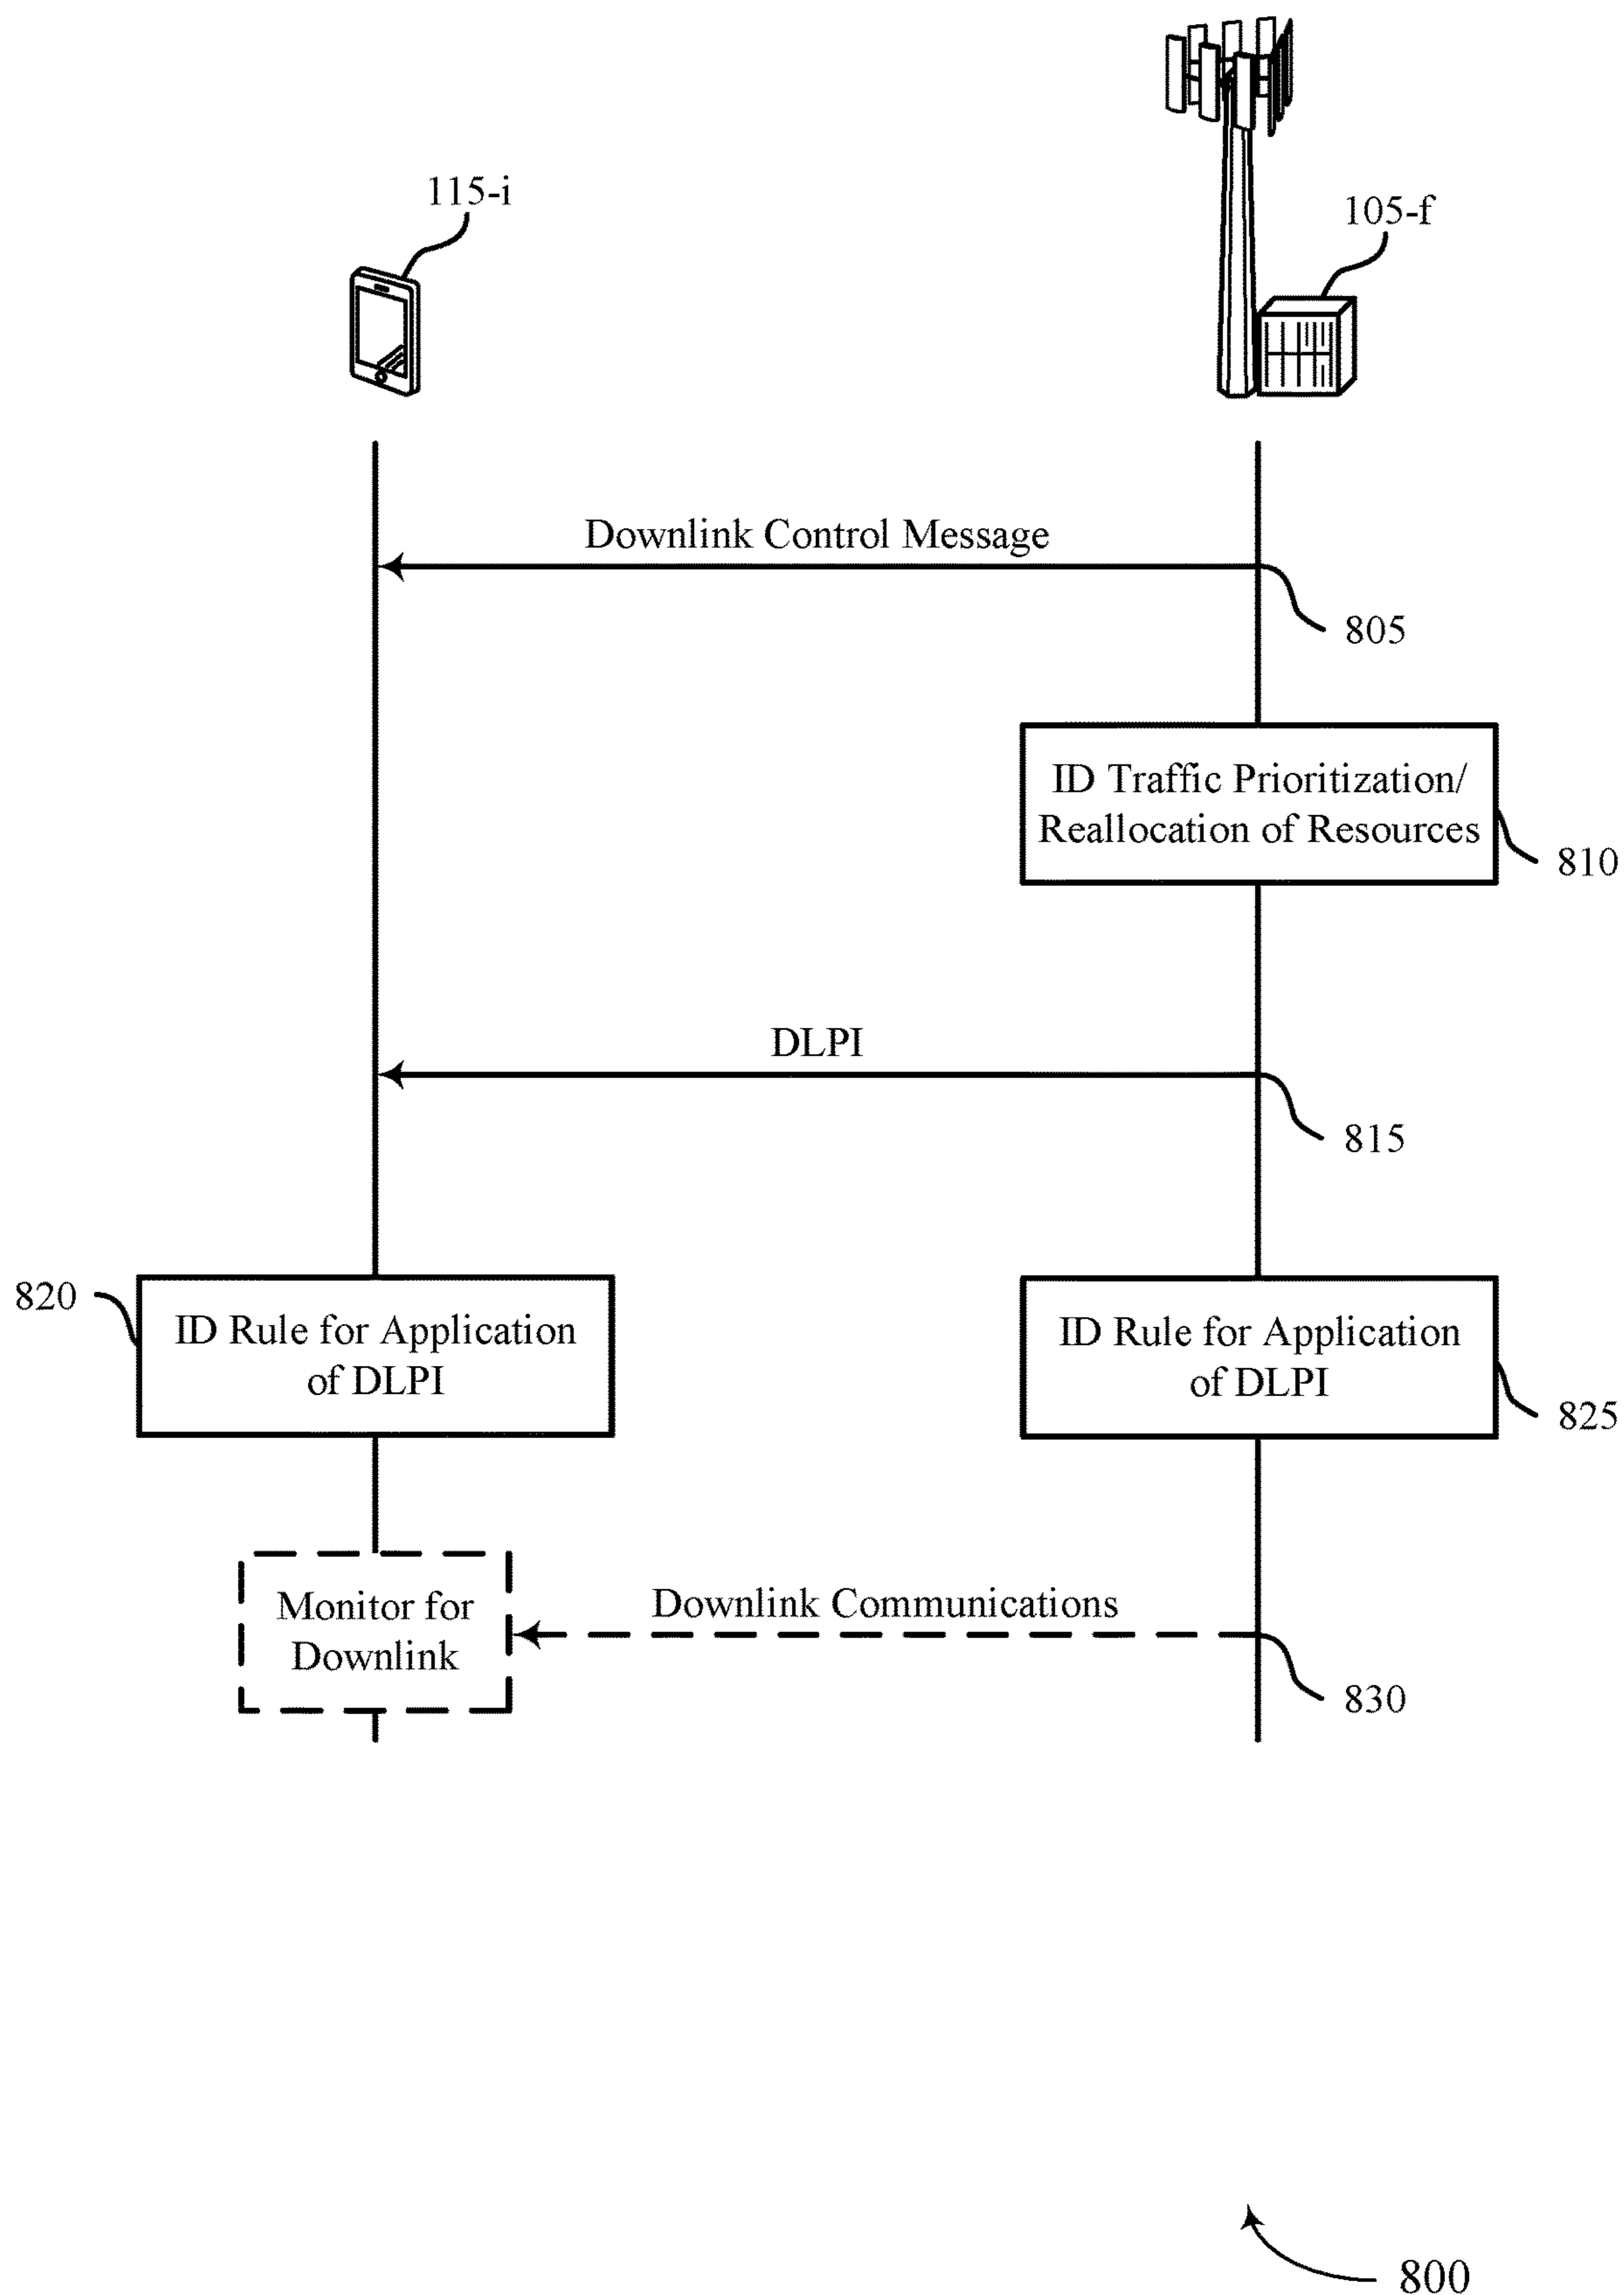 115-i
105-f
Downlink Control Message
805
ID Traffic Prioritization/
Reallocation of Resources
810
DLPI
815
820
ID Rule for Application
of DLPI
ID Rule for Application
of DLPI
825
Monitor for
Downlink
Downlink Communications
830
800